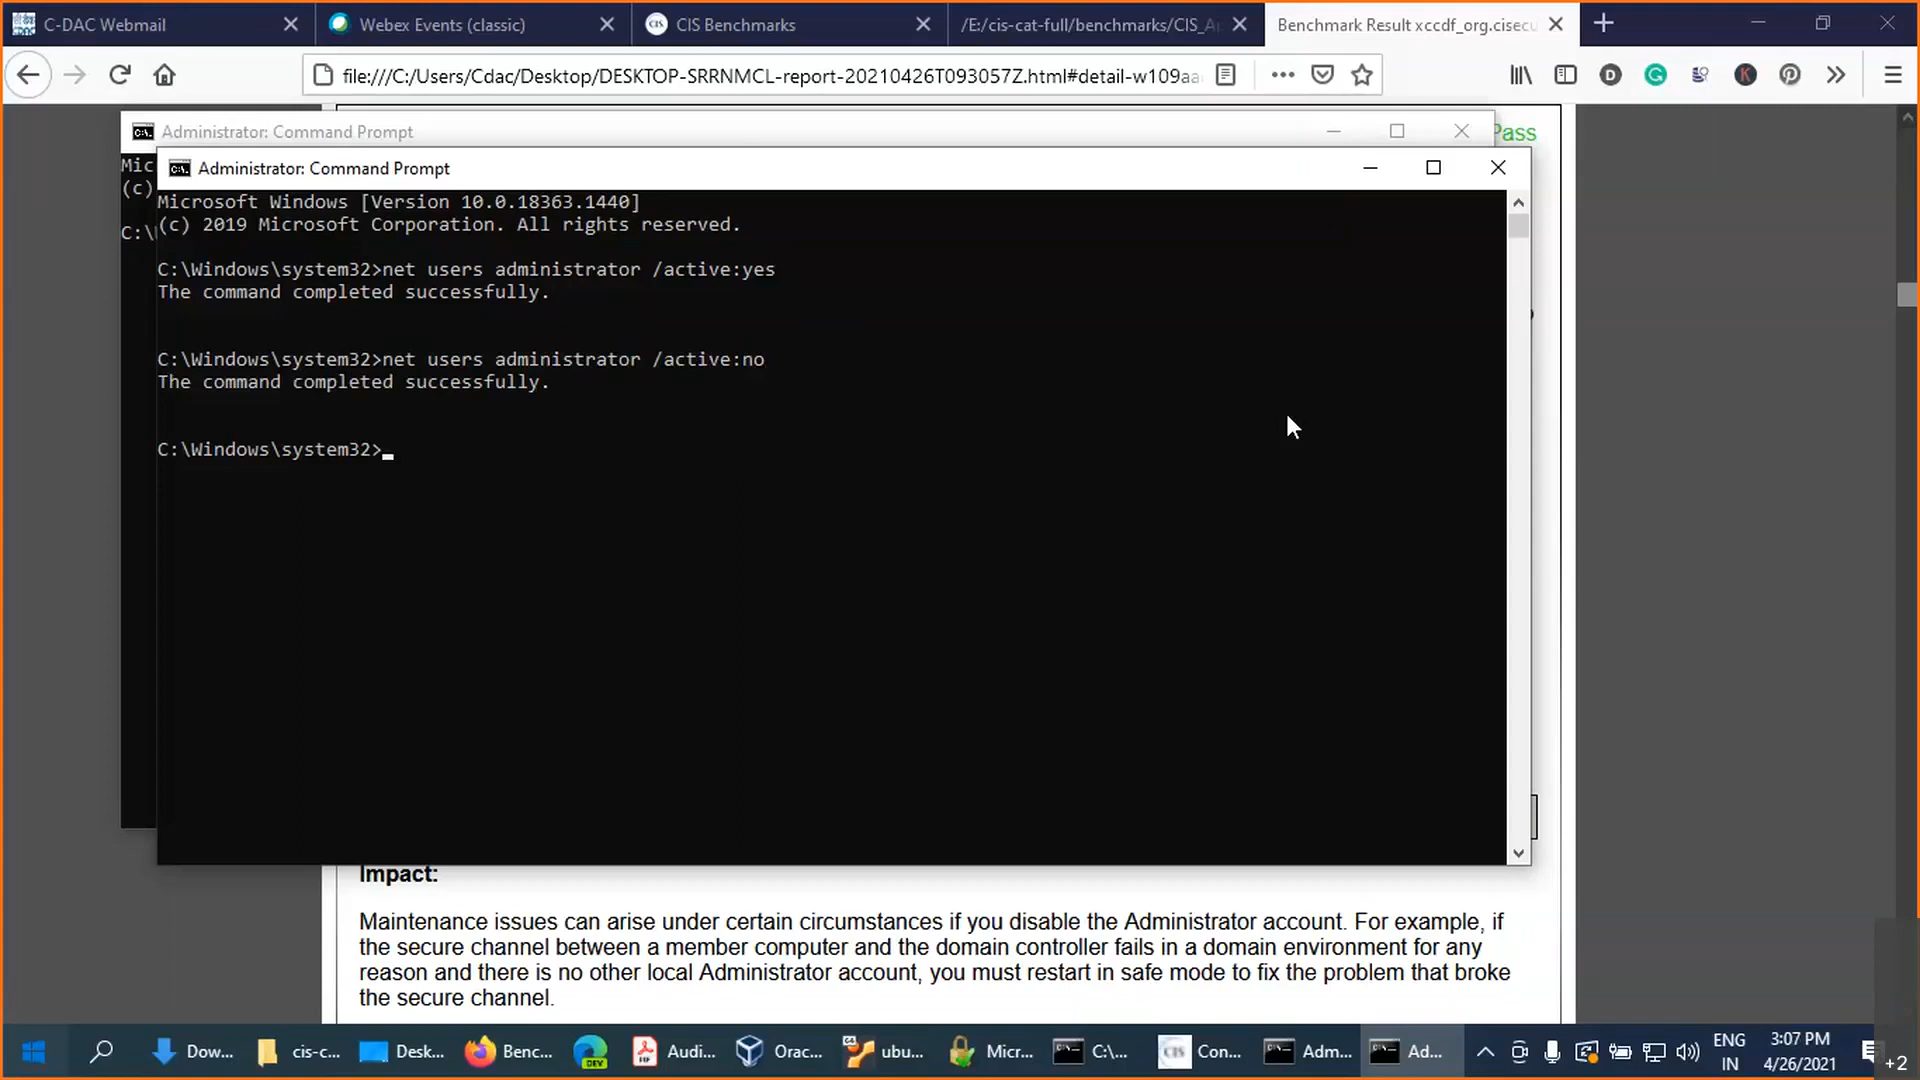 C-DAC Webmail
Webex Events (classic)
CIS Benchmarks
/E:/cis-cat-full/benchmarks/CIS_A
Benchmark Result xccdf_org.cisecu
file:///C:/Users/Cdac/Desktop/DESKTOP-SRRNMCL-report-20210426T093057Z.html#detail-w109aa
Administrator: Command Prompt
Pass
Mic
(c)
C:\
Administrator: Command Prompt
Microsoft Windows [Version 10.0.18363.1440]
(c) 2019 Microsoft Corporation. All rights reserved.
C:\Windows\system32>net users administrator /active:yes
The command completed successfully.
C:\Windows\system32>net users administrator /active:no
The command completed successfully.
C:\Windows\system32>
Impact:
Maintenance issues can arise under certain circumstances if you disable the Administrator account. For example, if
the secure channel between a member computer and the domain controller fails in a domain environment for any
reason and there is no other local Administrator account, you must restart in safe mode to fix the problem that broke
the secure channel.
Dow...
cis-c...
Desk...
Benc...
Audi...
Orac...
ubu...
Micr...
C:\...
Con...
Adm...
Ad...
ENG
IN
3:07 PM
4/26/2021
+2